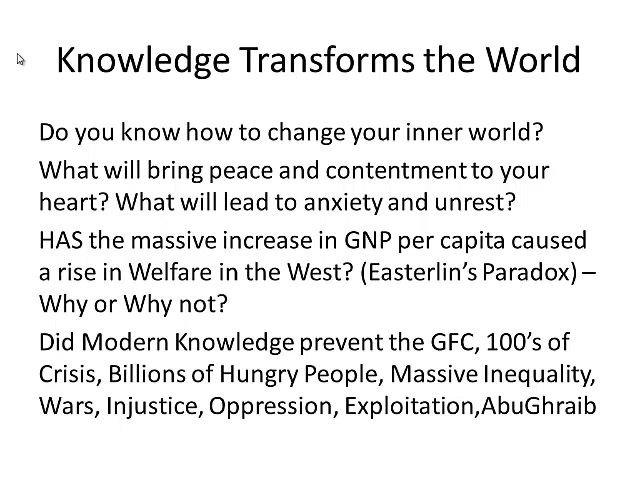 Knowledge Transforms the World
Do you know how to change your inner world?
What will bring peace and contentment to your
heart? What will lead to anxiety and unrest?
HAS the massive increase in GNP per capita caused
a rise in Welfare in the West? (Easterlin's Paradox) –
Why or Why not?
Did Modern Knowledge prevent the GFC, 100's of
Crisis, Billions of Hungry People, Massive Inequality,
Wars, Injustice, Oppression, Exploitation,AbuGhraib